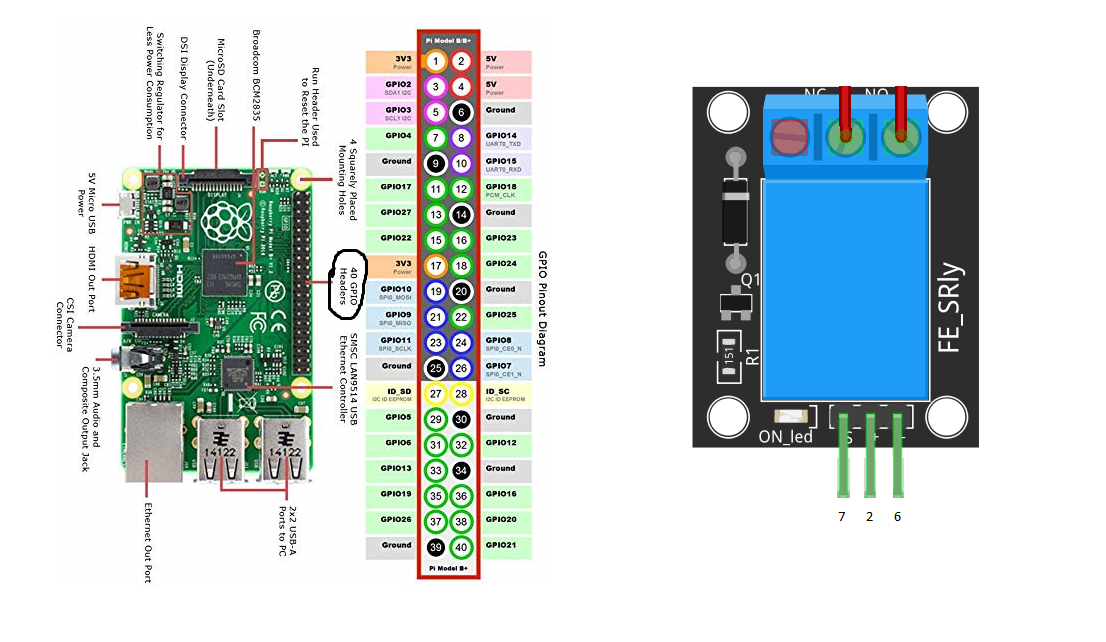 Switching Regulator for
Less Power Consumption
DSI Display Connector
MicroSD Card Slot
(Underneath)
Broadcom BCM2835
Run Header Used
to Reset the PI
4 Squarely Placed
Mounting Holes
5V Micro USB
Power
HDMI Out Port
CSI Camera
Connector
3.5mm Audio and
Composite Output Jack
Ethernet Out Port
40 GPIO
Headers
SMSC LAN9514 USB
Ethernet Controller
2x2 USB-A
Ports to PC
DISPLAY
HDMI
CAMERA
GPIO
FC
CE
14122
14122
Pi Model B/B+
3V3
Power
1
2
5V
Power
GPIO2
SDA1 I2C
3
4
5V
Power
GPIO3
SCL1 I2C
5
6
Ground
GPIO4
7
8
GPIO14
UART0_TXD
Ground
9
10
GPIO15
UART0_RXD
GPIO17
11
12
GPIO18
PCM_CLK
GPIO27
13
14
Ground
GPIO22
15
16
GPIO23
3V3
Power
17
18
GPIO24
GPIO10
SPI0_MOSI
19
20
Ground
GPIO9
SPI0_MISO
21
22
GPIO25
GPIO11
SPI0_SCLK
23
24
GPIO8
SPI0_CE0_N
Ground
25
26
GPIO7
SPI0_CE1_N
ID_SD
I2C ID EEPROM
27
28
ID_SC
I2C ID EEPROM
GPIO5
29
30
Ground
GPIO6
31
32
GPIO12
GPIO13
33
34
Ground
GPIO19
35
36
GPIO16
GPIO26
37
38
GPIO20
Ground
39
40
GPIO21
Pi Model B+
GPIO Pinout Diagram
NC
NO
Q1
151
R1
FE_SRly
ON_led
S
+
-
7
2
6